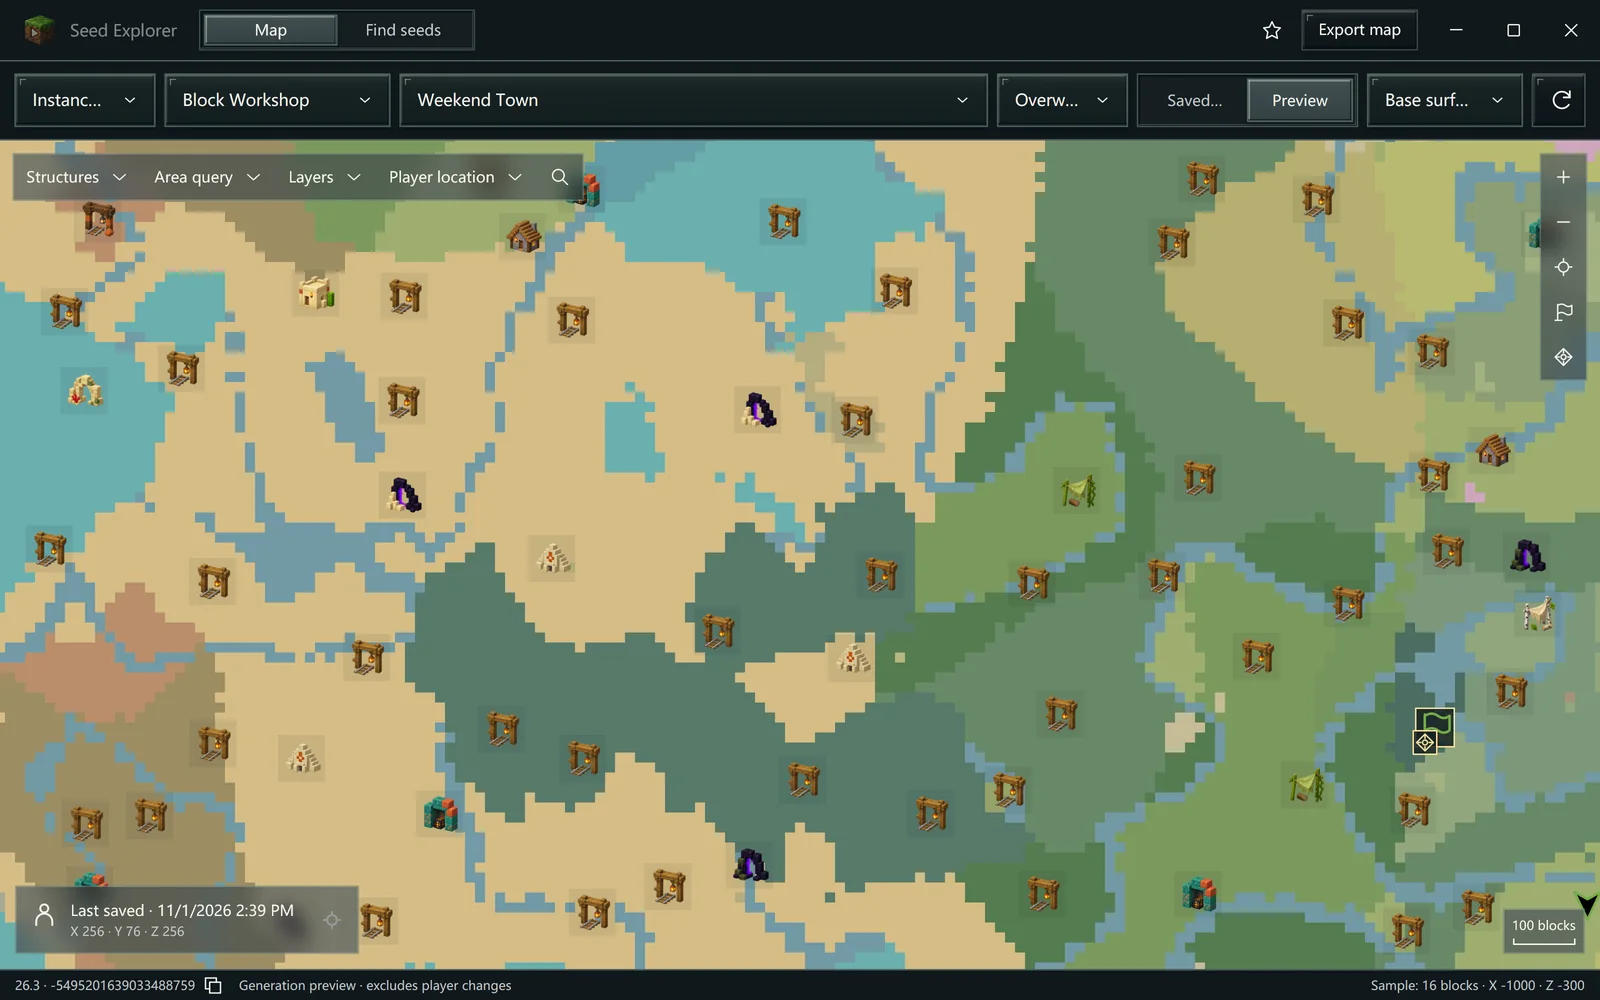 Seed Explorer
Map
Find seeds
Export map
Instanc...
Block Workshop
Weekend Town
Overw...
Saved...
Preview
Base surf...
Structures
Area query
Layers
Player location
Last saved · 11/1/2026 2:39 PM
X 256 · Y 76 · Z 256
100 blocks
26.3 · -5495201639033488759
Generation preview · excludes player changes
Sample: 16 blocks · X -1000 · Z -300